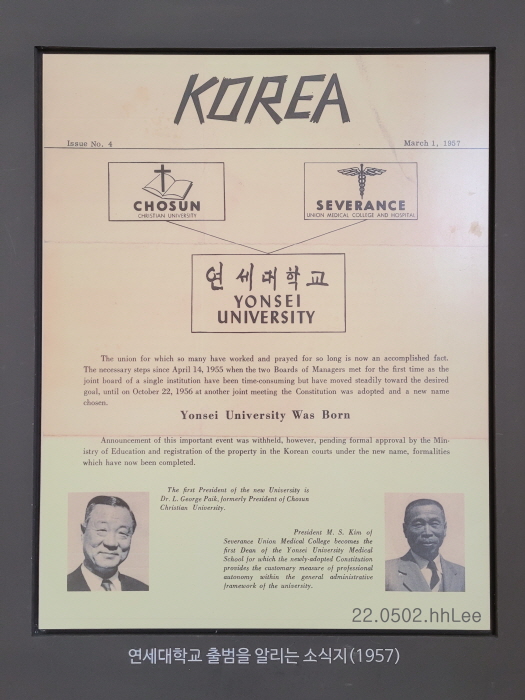 KOREA
Issue No. 4
March 1, 1957
CHOSUN
CHRISTIAN UNIVERSITY
SEVERANCE
UNION MEDICAL COLLEGE AND HOSPITAL
연세대학교
YONSEI
UNIVERSITY
The union for which so many have worked and prayed for so long is now an accomplished fact.
The necessary steps since April 14, 1955 when the two Boards of Managers met for the first time as the
joint board of a single institution have been time-consuming but have moved steadily toward the desired
goal, until on October 22, 1956 at another joint meeting the Constitution was adopted and a new name
chosen.
Yonsei University Was Born
Announcement of this important event was withheld, however, pending formal approval by the Min-
istry of Education and registration of the property in the Korean courts under the new name, formalities
which have now been completed.
The first President of the new University is
Dr. L. George Paik, formerly President of Chosun
Christian University.
President M. S. Kim of
Severance Union Medical College becomes the
first Dean of the Yonsei University Medical
School for which the newly-adopted Constitution
provides the customary measure of professional
autonomy within the general administrative
framework of the university.
22.0502.hhLee
연세대학교 출범을 알리는 소식지(1957)